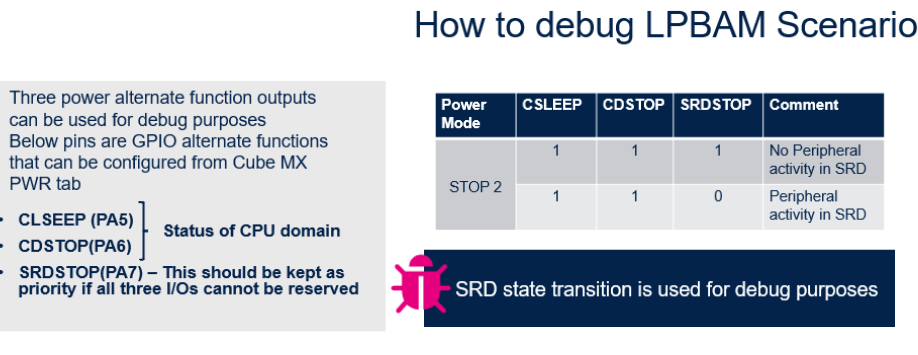 How to debug LPBAM Scenario
Three power alternate function outputs
can be used for debug purposes
Below pins are GPIO alternate functions
that can be configured from Cube MX
PWR tab
• CLSEEP (PA5)
• CDSTOP(PA6)
Status of CPU domain
• SRDSTOP(PA7) – This should be kept as
priority if all three I/Os cannot be reserved
Power Mode CSLEEP CDSTOP SRDSTOP Comment
STOP 2
1 1 1 No Peripheral activity in SRD
1 1 0 Peripheral activity in SRD
SRD state transition is used for debug purposes